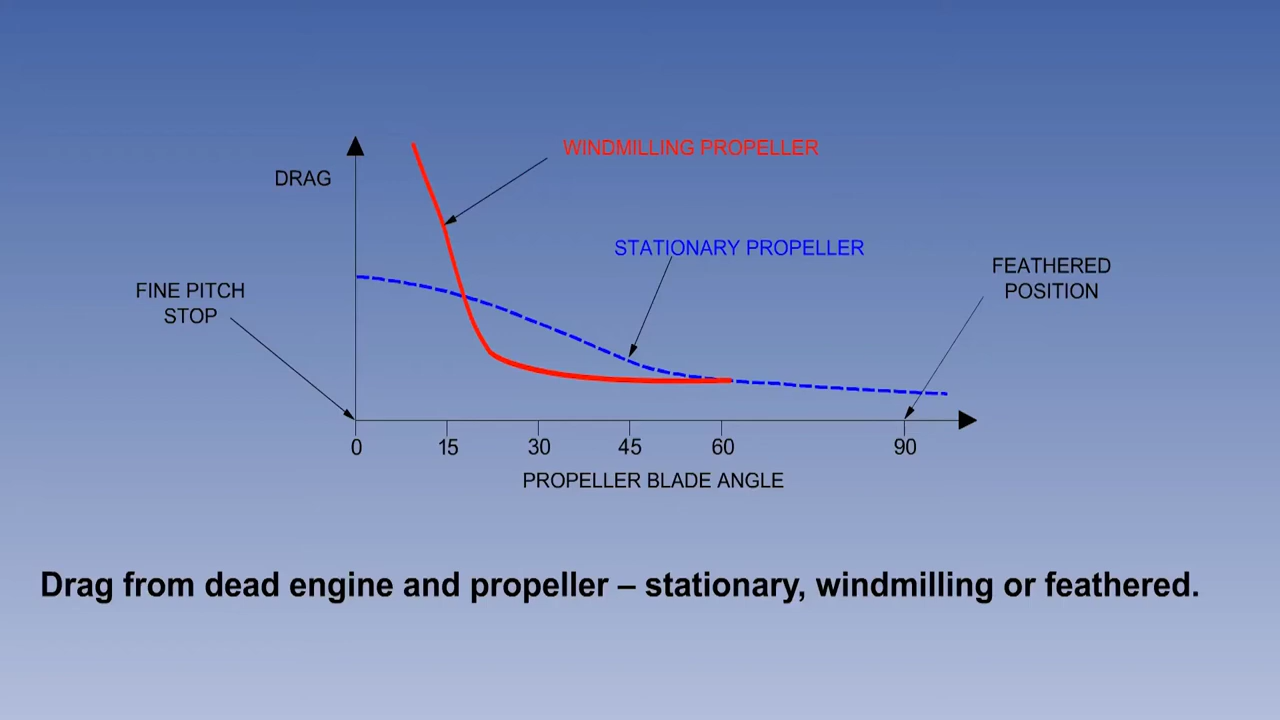 WINDMILLING PROPELLER
DRAG
STATIONARY PROPELLER
FEATHERED
POSITION
FINE PITCH
STOP
0 15 30 45 60 90
PROPELLER BLADE ANGLE
Drag from dead engine and propeller – stationary, windmilling or feathered.